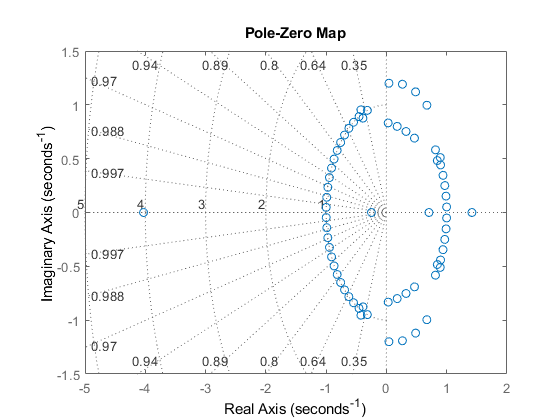 Pole-Zero Map
1.5
0.94 0.89 0.8 0.64 0.35
0.97
1
0.988
0.5
0.997
5 4 3 2 1
0
0.997
-0.5
0.988
-1
0.97
0.94 0.89 0.8 0.64 0.35
-1.5
-5 -4 -3 -2 -1 0 1 2
Real Axis (seconds⁻¹)
Imaginary Axis (seconds⁻¹)